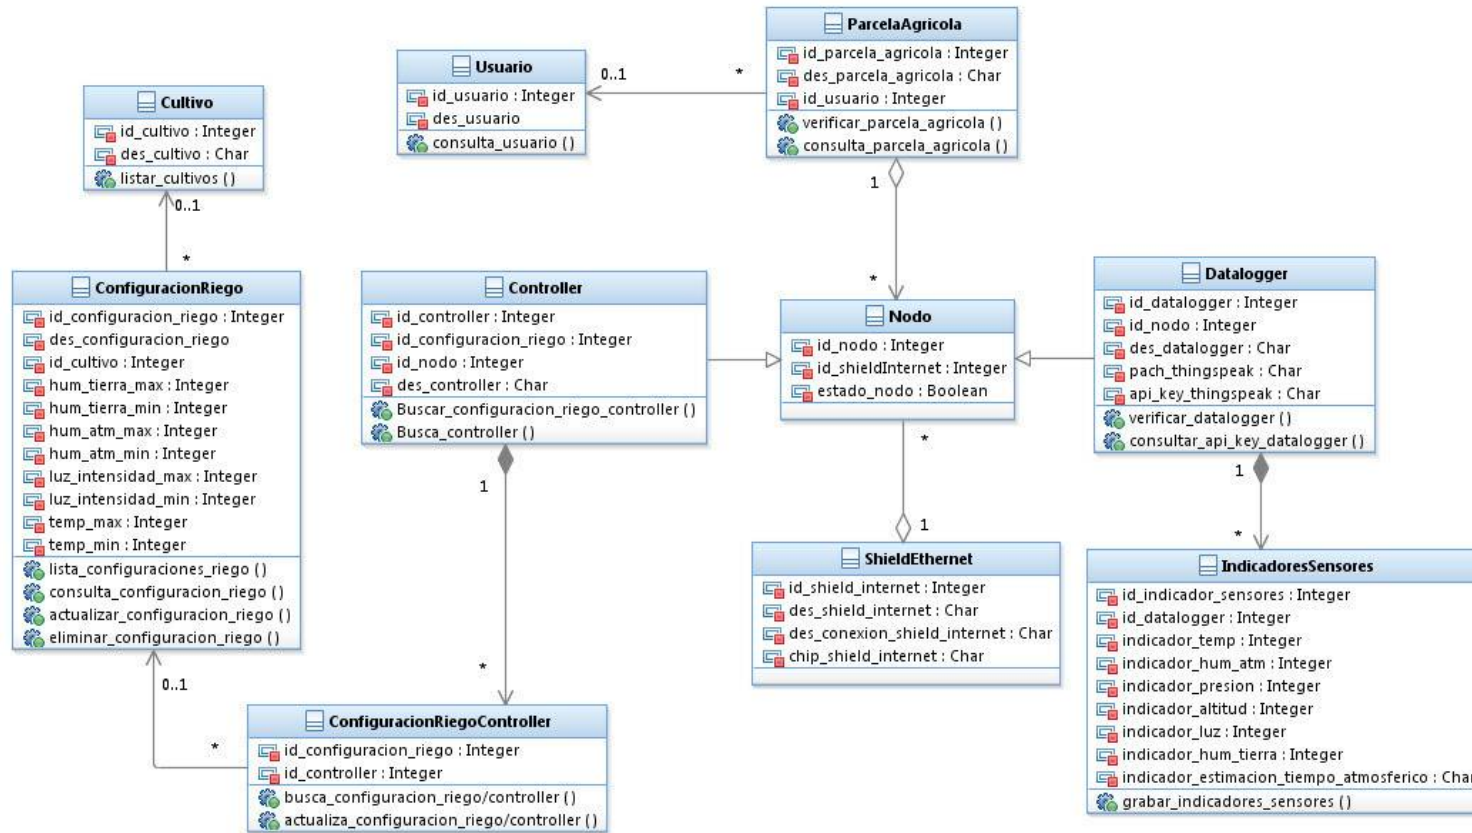 ParcelaAgricola
id_parcela_agricola : Integer
des_parcela_agricola : Char
id_usuario : Integer
verificar_parcela_agricola ()
consulta_parcela_agricola ()
Usuario
id_usuario : Integer
des_usuario
consulta_usuario ()
0..1
*
Cultivo
id_cultivo : Integer
des_cultivo : Char
listar_cultivos ()
0..1
*
1
*
ConfiguracionRiego
id_configuracion_riego : Integer
des_configuracion_riego
id_cultivo : Integer
hum_tierra_max : Integer
hum_tierra_min : Integer
hum_atm_max : Integer
hum_atm_min : Integer
luz_intensidad_max : Integer
luz_intensidad_min : Integer
temp_max : Integer
temp_min : Integer
lista_configuraciones_riego ()
consulta_configuracion_riego ()
actualizar_configuracion_riego ()
eliminar_configuracion_riego ()
Controller
id_controller : Integer
id_configuracion_riego : Integer
id_nodo : Integer
des_controller : Char
Buscar_configuracion_riego_controller ()
Busca_controller ()
Nodo
id_nodo : Integer
id_shieldInternet : Integer
estado_nodo : Boolean
Datalogger
id_datalogger : Integer
id_nodo : Integer
des_datalogger : Char
pach_thingspeak : Char
api_key_thingspeak : Char
verificar_datalogger ()
consultar_api_key_datalogger ()
1
*
*
1
1
*
ShieldEthernet
id_shield_internet : Integer
des_shield_internet : Char
des_conexion_shield_internet : Char
chip_shield_internet : Char
IndicadoresSensores
id_indicador_sensores : Integer
id_datalogger : Integer
indicador_temp : Integer
indicador_hum_atm : Integer
indicador_presion : Integer
indicador_altitud : Integer
indicador_luz : Integer
indicador_hum_tierra : Integer
indicador_estimacion_tiempo_atmosferico : Char
grabar_indicadores_sensores ()
0..1
*
ConfiguracionRiegoController
id_configuracion_riego : Integer
id_controller : Integer
busca_configuracion_riego/controller ()
actualiza_configuracion_riego/controller ()